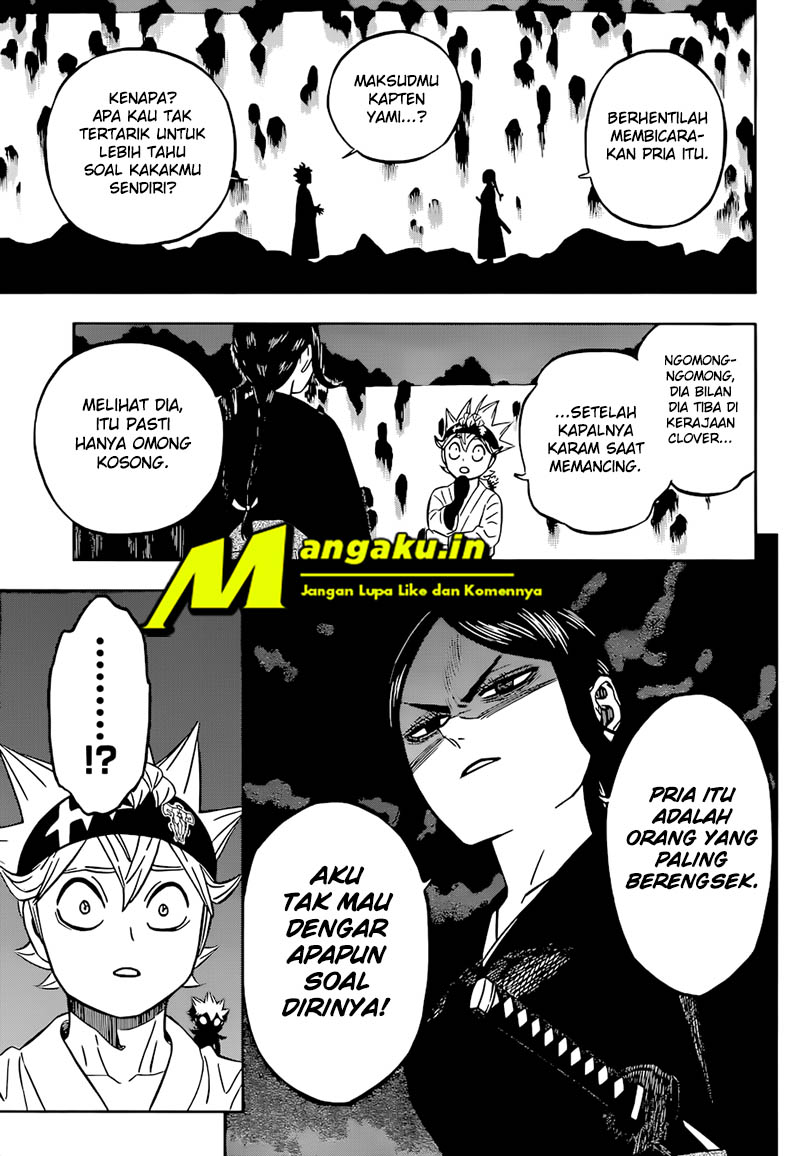 BERHENTILAH
MEMBICARA-
KAN PRIA ITU.
MAKSUDMU
KAPTEN
YAMI...?
KENAPA?
APA KAU TAK
TERTARIK UNTUK
LEBIH TAHU
SOAL KAKAKMU
SENDIRI?
NGOMONG-
NGOMONG,
DIA BILAN
DIA TIBA DI
KERAJAAN
CLOVER...
...SETELAH
KAPALNYA
KARAM SAAT
MEMANCING.
MELIHAT DIA,
ITU PASTI
HANYA OMONG
KOSONG.
Mangaku.in
Jangan Lupa Like dan Komennya
PRIA ITU
ADALAH
ORANG YANG
PALING
BERENGSEK.
AKU
TAK MAU
DENGAR
APAPUN
SOAL
DIRINYA!
.........
!?